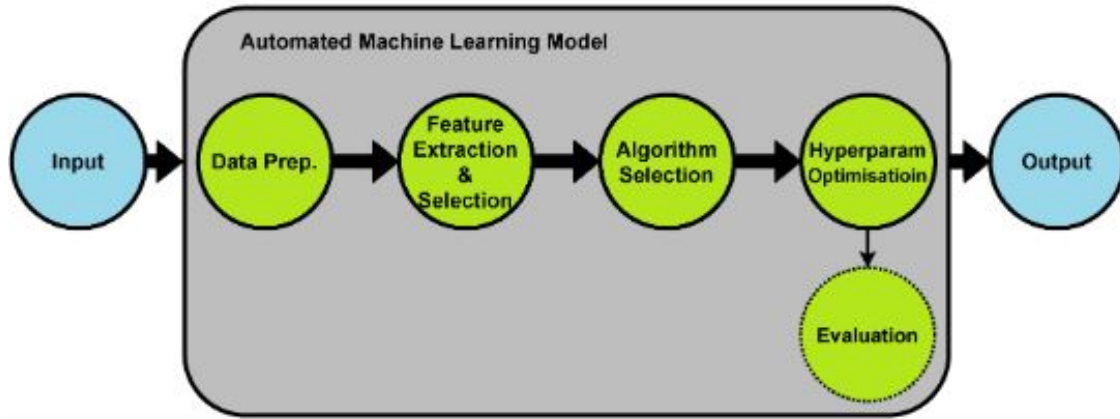 Automated Machine Learning Model
Input
Data Prep.
Feature
Extraction
&
Selection
Algorithm
Selection
Hyperparam
Optimisatioin
Output
Evaluation